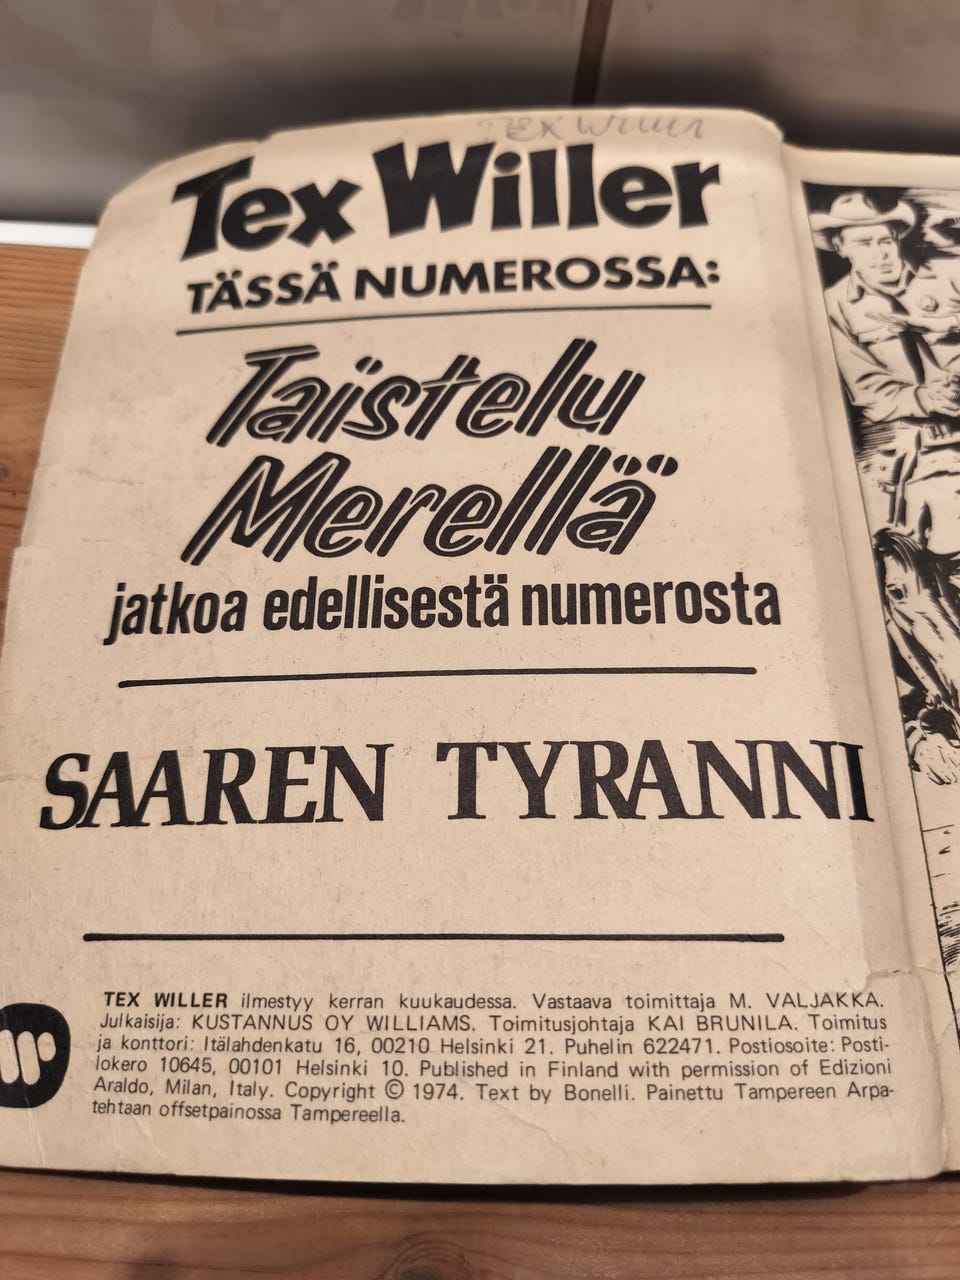 TEX Willer
Tex Willer
TÄSSÄ NUMEROSSA:
Taistelu
Merellä
jatkoa edellisestä numerosta
SAAREN TYRANNI
TEX WILLER ilmestyy kerran kuukaudessa. Vastaava toimittaja M. VALJAKKA.
Julkaisija: KUSTANNUS OY WILLIAMS. Toimitusjohtaja KAI BRUNILA. Toimitus
ja konttori: Itälahdenkatu 16, 00210 Helsinki 21. Puhelin 622471. Postiosoite: Posti-
lokero 10645, 00101 Helsinki 10. Published in Finland with permission of Edizioni
Araldo, Milan, Italy. Copyright © 1974. Text by Bonelli. Painettu Tampereen Arpa-
tehtaan offsetpainossa Tampereella.